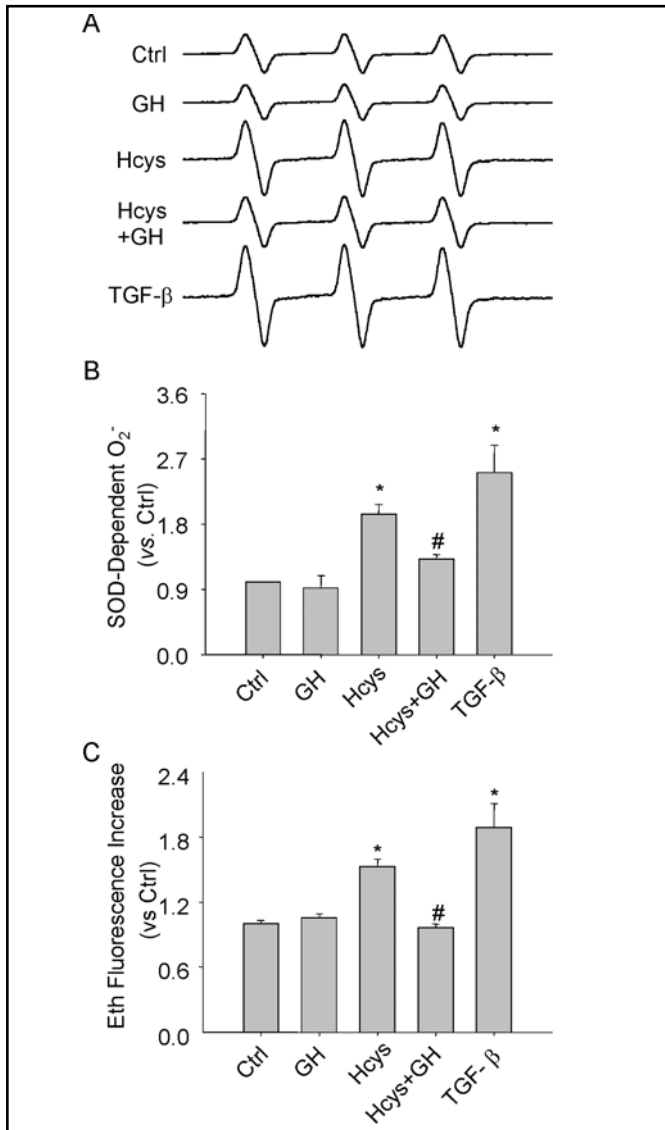 A
Ctrl
GH
Hcys
Hcys
+GH
TGF-β
B
SOD-Dependent O₂⁻
(vs. Ctrl)
3.6
2.7
1.8
0.9
0.0
*
#
*
Ctrl
GH
Hcys
Hcys+GH
TGF-β
C
Eth Fluorescence Increase
(vs Ctrl)
2.4
1.8
1.2
0.6
0.0
*
#
*
Ctrl
GH
Hcys
Hcys+GH
TGF- β